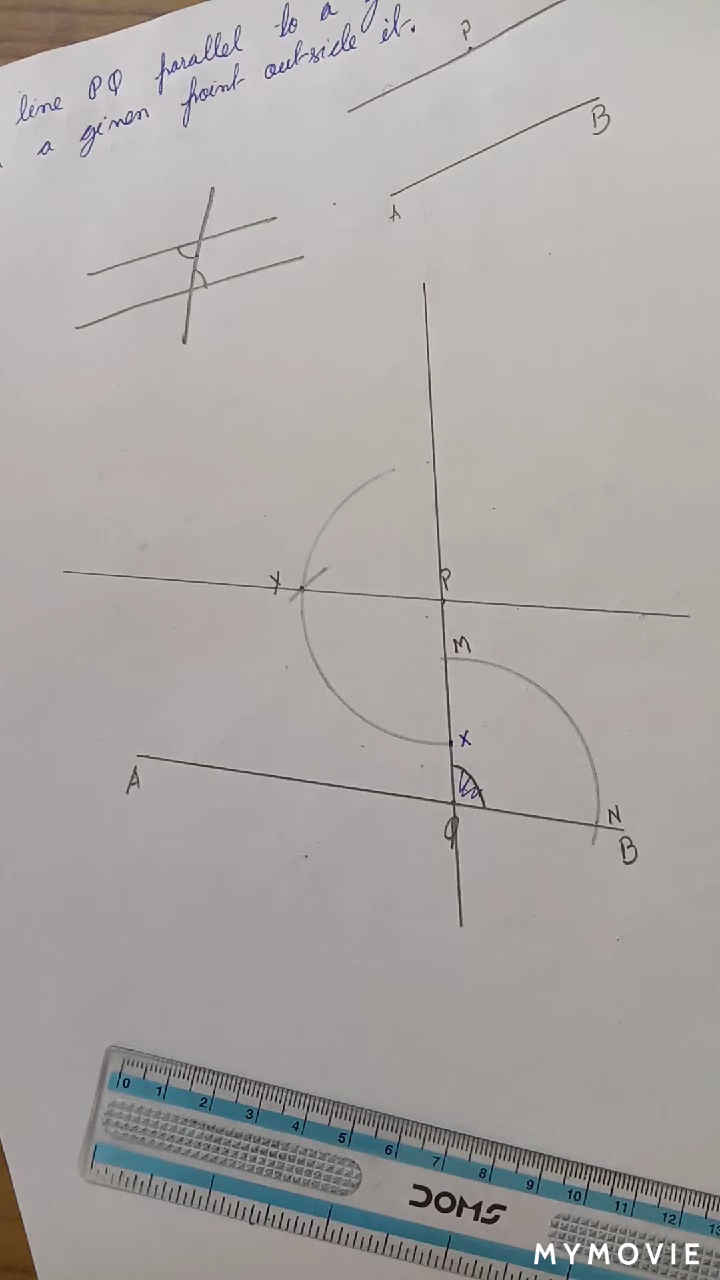 line PQ parallel to a
a given point outside it.
P
B
A
Y
P
M
X
A
Q
N
B
0 1 2 3 4 5 6 7 8 9 10 11 12 13
DOMS
MYMOVIE